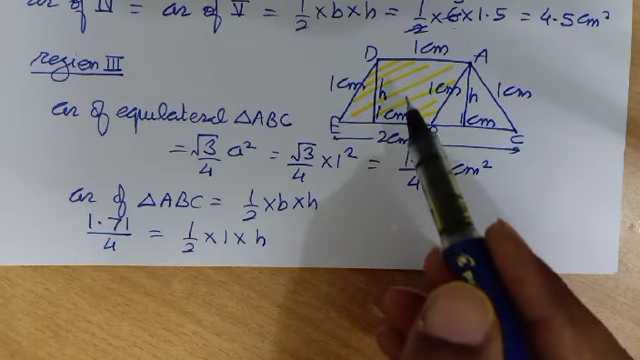 ar of IV = ar of V = 1/2 × b × h = 1/2 × 6 × 1.5 = 4.5 cm²
region III
D 1cm A
1cm h 1cm h 1cm
1cm 1cm
E C
2cm
ar of equilateral △ABC
= √3/4 a² = √3/4 × 1² = cm²
ar of △ABC = 1/2 × b × h
1.71/4 = 1/2 × 1 × h